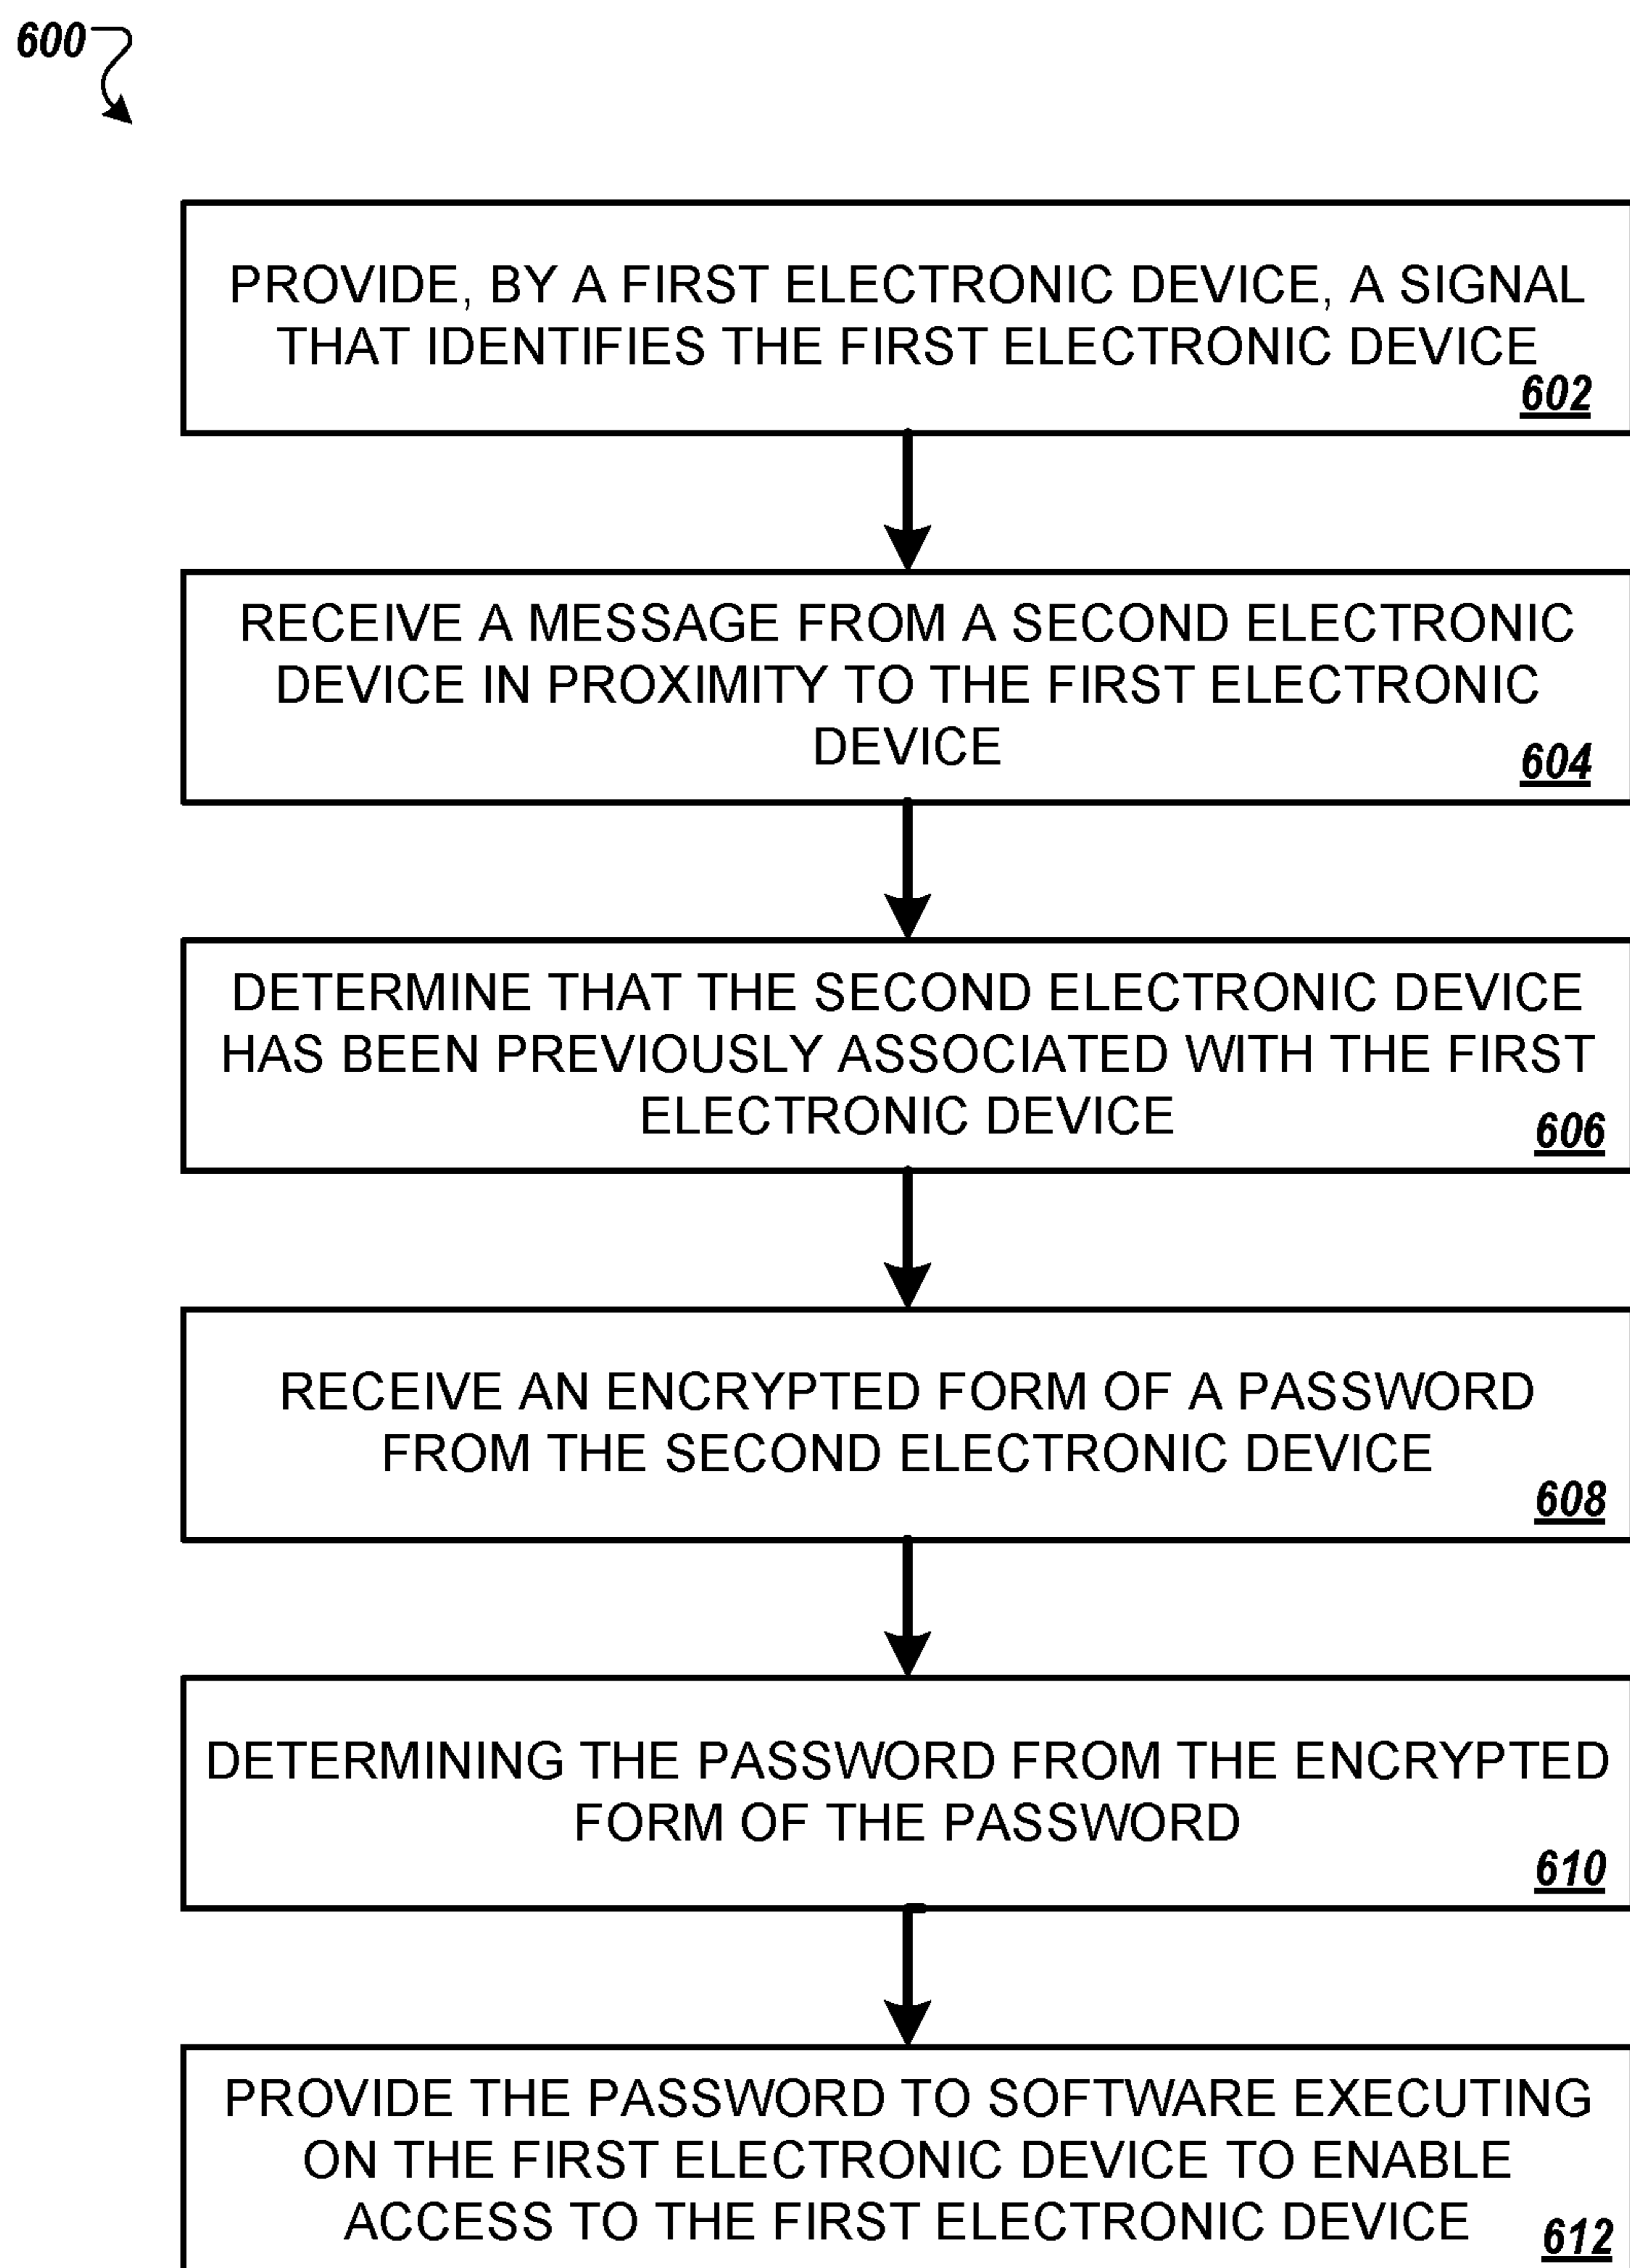 600
PROVIDE, BY A FIRST ELECTRONIC DEVICE, A SIGNAL
THAT IDENTIFIES THE FIRST ELECTRONIC DEVICE
602
RECEIVE A MESSAGE FROM A SECOND ELECTRONIC
DEVICE IN PROXIMITY TO THE FIRST ELECTRONIC
DEVICE
604
DETERMINE THAT THE SECOND ELECTRONIC DEVICE
HAS BEEN PREVIOUSLY ASSOCIATED WITH THE FIRST
ELECTRONIC DEVICE
606
RECEIVE AN ENCRYPTED FORM OF A PASSWORD
FROM THE SECOND ELECTRONIC DEVICE
608
DETERMINING THE PASSWORD FROM THE ENCRYPTED
FORM OF THE PASSWORD
610
PROVIDE THE PASSWORD TO SOFTWARE EXECUTING
ON THE FIRST ELECTRONIC DEVICE TO ENABLE
ACCESS TO THE FIRST ELECTRONIC DEVICE
612